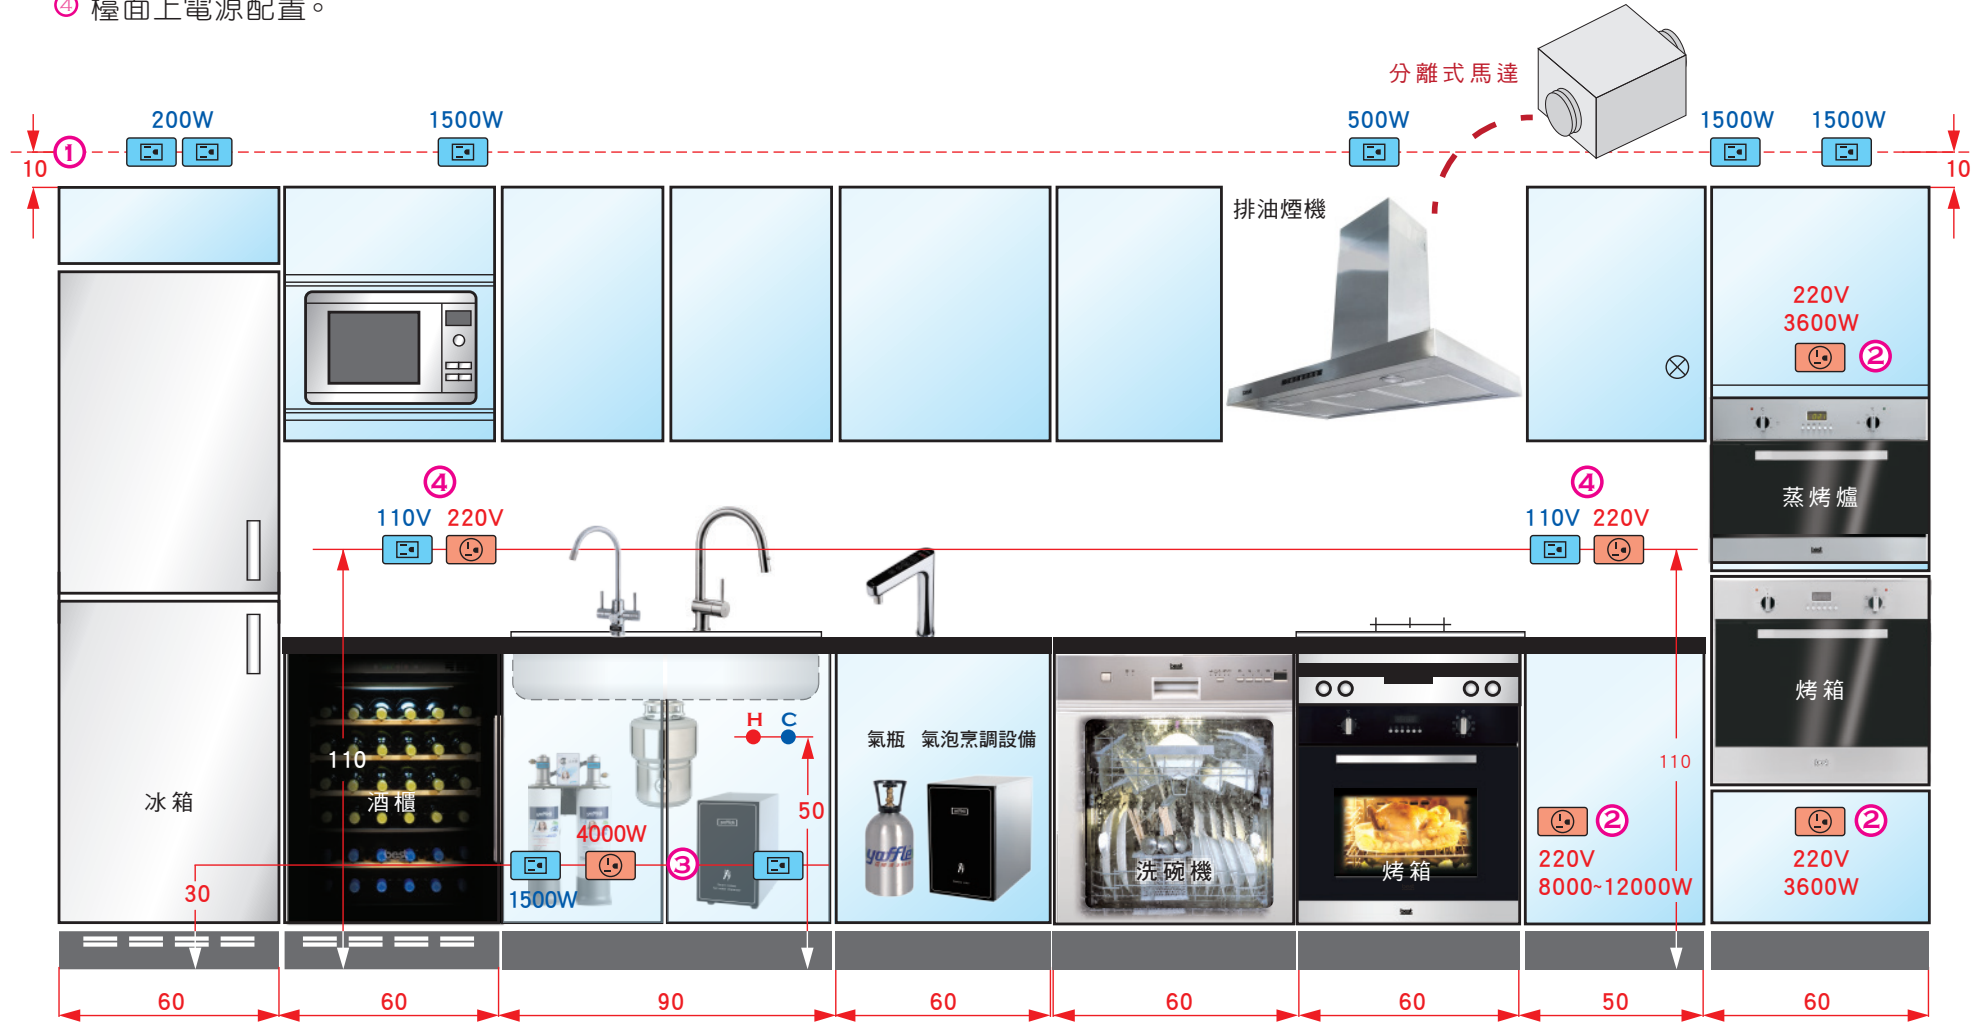 ④ 檯面上電源配置。
分離式馬達
200W
1500W
500W
1500W
1500W
①
10
10
排油煙機
220V
3600W
②
④
④
110V 220V
110V 220V
蒸烤爐
烤箱
H C
氣瓶 氣泡烹調設備
110
110
冰箱
酒櫃
50
4000W
③
1500W
30
yaffle
洗碗機
烤箱
best
②
220V
8000~12000W
②
220V
3600W
60
60
90
60
60
60
50
60